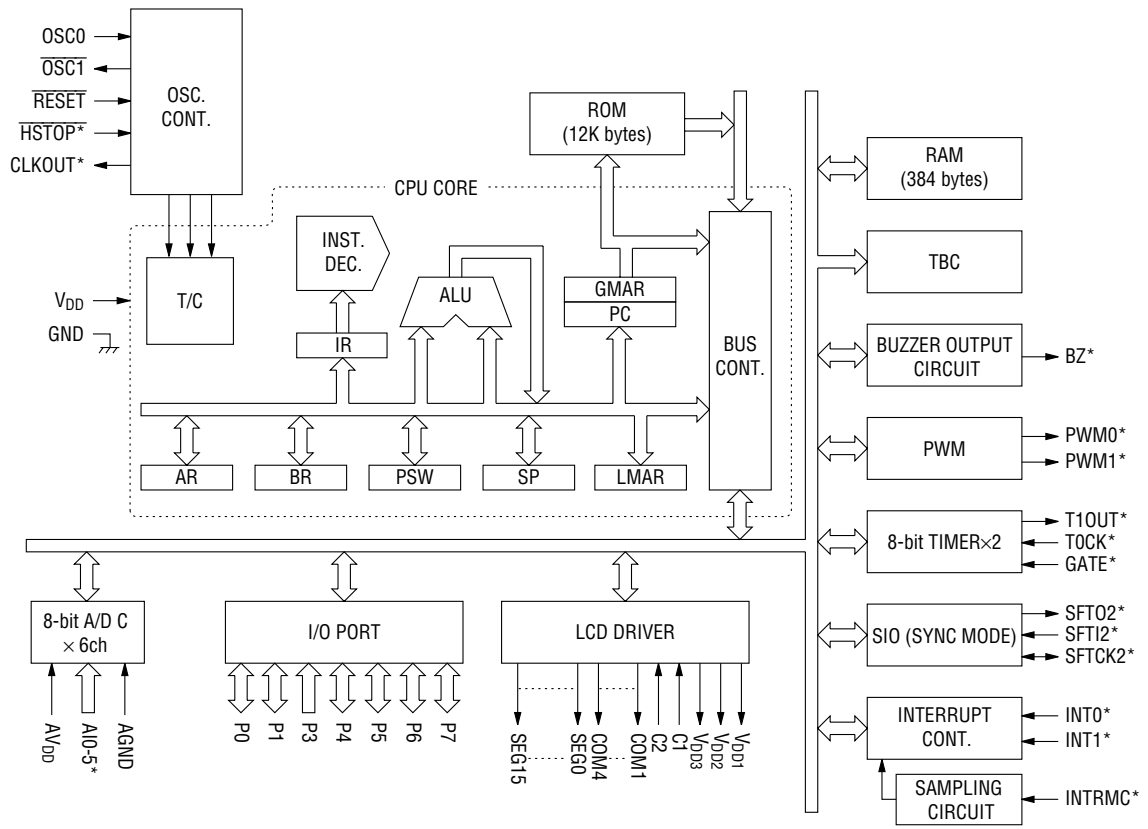 OSC0
OSC1
RESET
HSTOP*
CLKOUT*
OSC.
CONT.
ROM
(12K bytes)
RAM
(384 bytes)
CPU CORE
INST.
DEC.
T/C
VDD
GND
ALU
GMAR
PC
IR
BUS
CONT.
TBC
BUZZER OUTPUT
CIRCUIT
BZ*
PWM
PWM0*
PWM1*
AR
BR
PSW
SP
LMAR
8-bit TIMER×2
T1OUT*
T0CK*
GATE*
8-bit A/D C
× 6ch
I/O PORT
LCD DRIVER
SIO (SYNC MODE)
SFTO2*
SFTI2*
SFTCK2*
AVDD
AI0-5*
AGND
P0
P1
P3
P4
P5
P6
P7
SEG15
SEG0
COM4
COM1
C2
C1
VDD3
VDD2
VDD1
INTERRUPT
CONT.
INT0*
INT1*
SAMPLING
CIRCUIT
INTRMC*